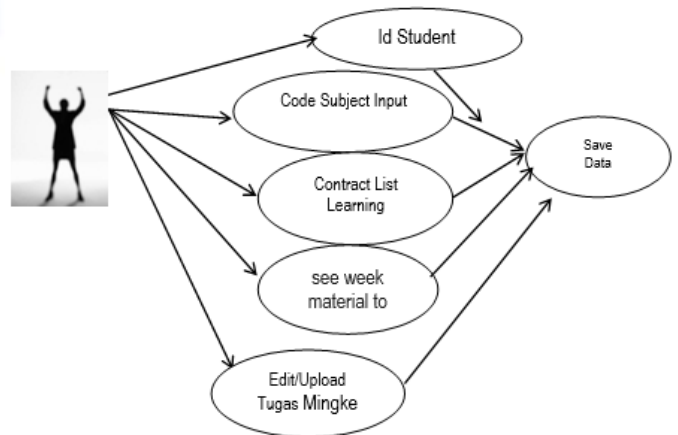 Id Student
Code Subject Input
Contract List
Learning
see week
material to
Edit/Upload
Tugas Mingke
Save
Data